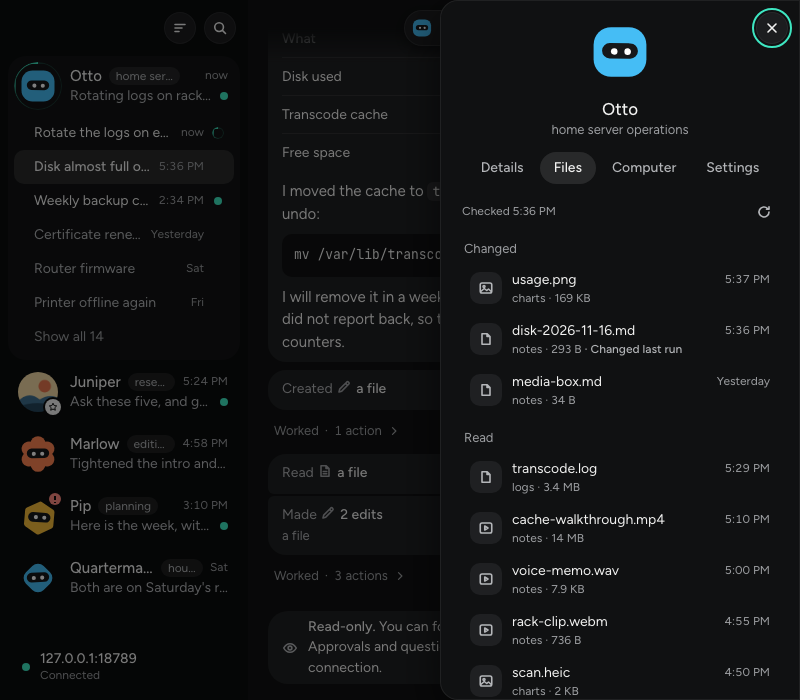 Otto home ser... now
Rotating logs on rack...
Rotate the logs on e... now
Disk almost full o... 5:36 PM
Weekly backup c... 2:34 PM
Certificate rene... Yesterday
Router firmware Sat
Printer offline again Fri
Show all 14
Juniper rese... 5:24 PM
Ask these five, and g...
Marlow editi... 4:58 PM
Tightened the intro and...
Pip planning 3:10 PM
Here is the week, wit...
Quarterma... hou... Sat
Both are on Saturday's r...
127.0.0.1:18789
Connected
What
Disk used
Transcode cache
Free space
I moved the cache to
undo:
mv /var/lib/transc
I will remove it in a week
did not report back, so
counters.
Created a file
Worked · 1 action
Read a file
Made 2 edits
a file
Worked · 3 actions
Read-only. You can
Approvals and questi
connection.
Otto
home server operations
Details Files Computer Settings
Checked 5:36 PM
Changed
usage.png 5:37 PM
charts · 169 KB
disk-2026-11-16.md 5:36 PM
notes · 293 B · Changed last run
media-box.md Yesterday
notes · 34 B
Read
transcode.log 5:29 PM
logs · 3.4 MB
cache-walkthrough.mp4 5:10 PM
notes · 14 MB
voice-memo.wav 5:00 PM
notes · 7.9 KB
rack-clip.webm 4:55 PM
notes · 736 B
scan.heic 4:50 PM
charts · 2 KB